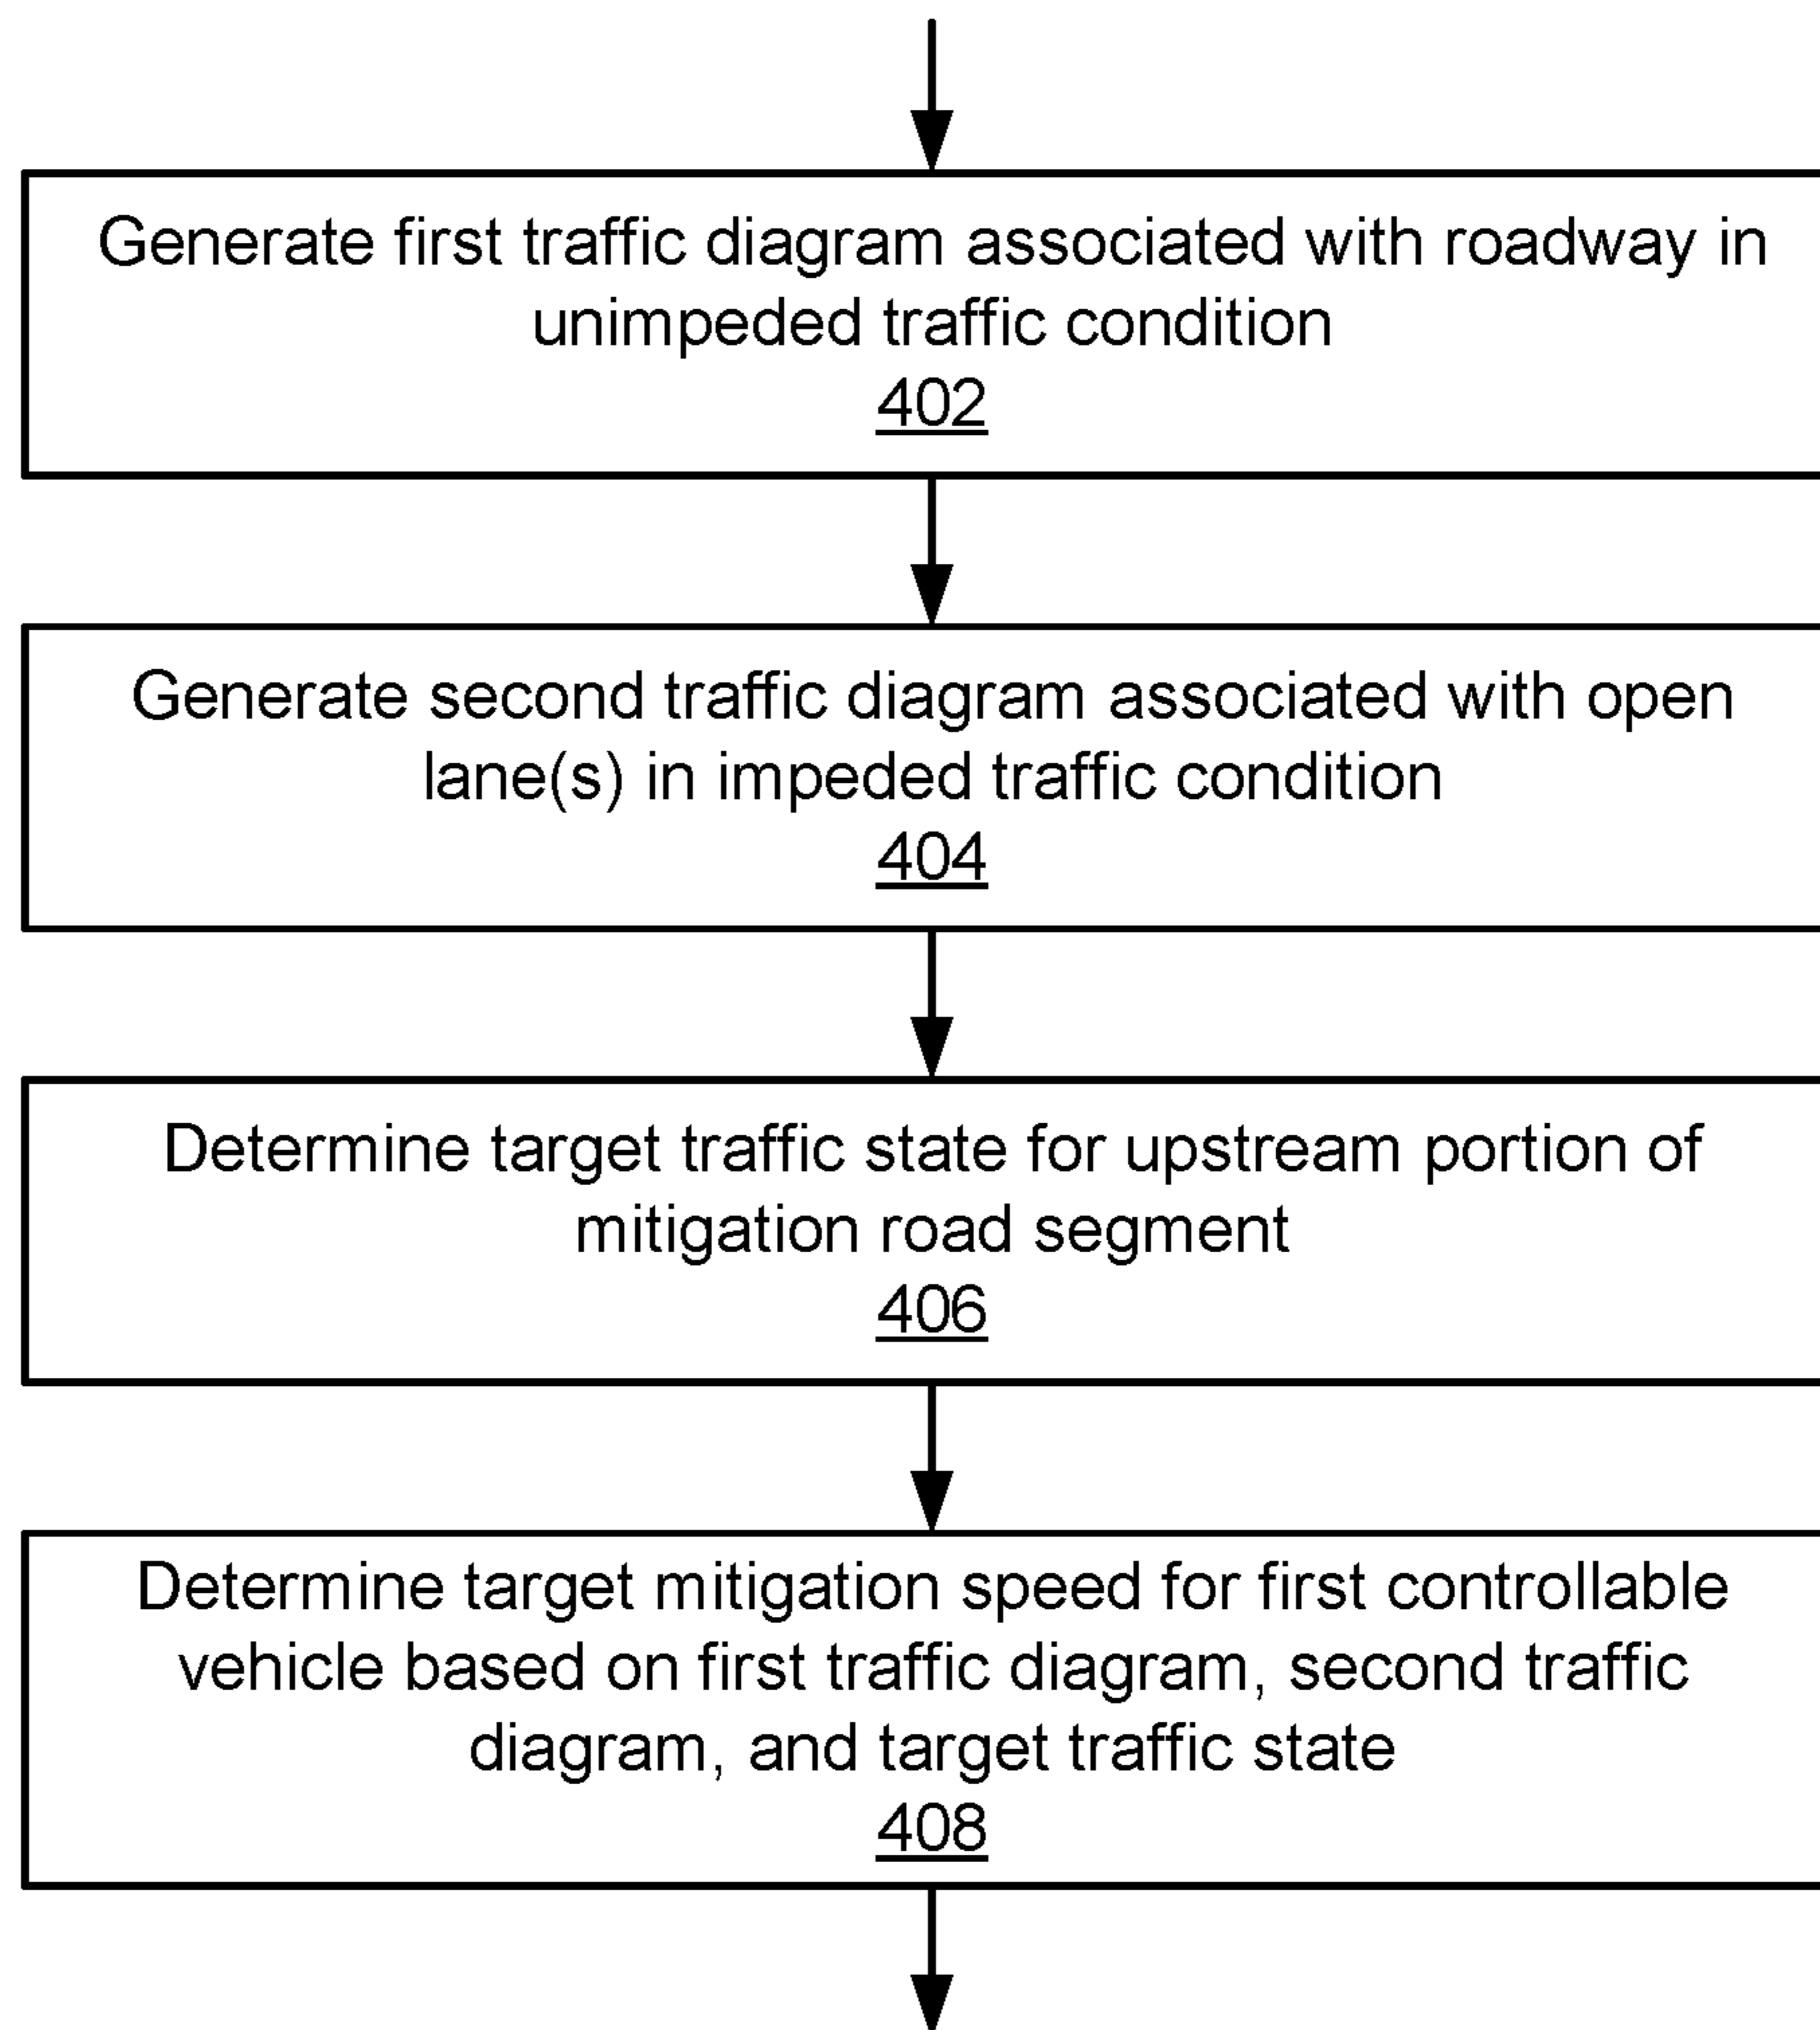 Generate first traffic diagram associated with roadway in
unimpeded traffic condition
402
Generate second traffic diagram associated with open
lane(s) in impeded traffic condition
404
Determine target traffic state for upstream portion of
mitigation road segment
406
Determine target mitigation speed for first controllable
vehicle based on first traffic diagram, second traffic
diagram, and target traffic state
408